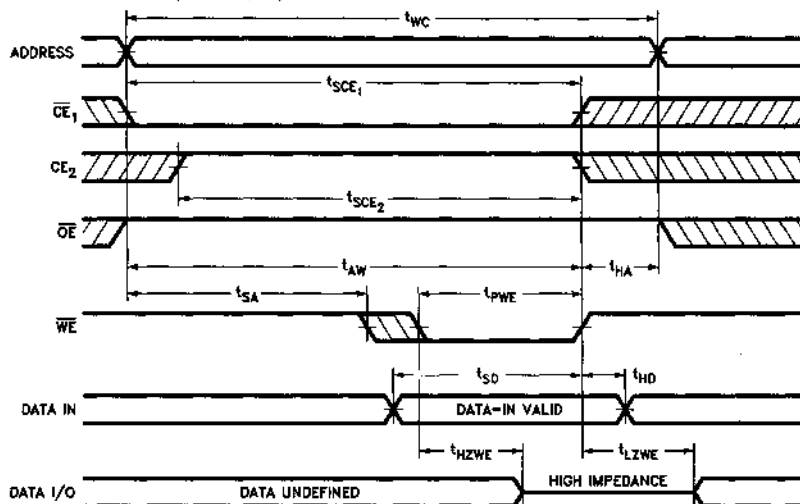 tWC
ADDRESS
tSCE1
CE1
CE2
tSCE2
OE
tAW
tHA
tSA
tPWE
WE
tSD
tHD
DATA IN
DATA-IN VALID
tHZWE
tLZWE
HIGH IMPEDANCE
DATA I/O
DATA UNDEFINED